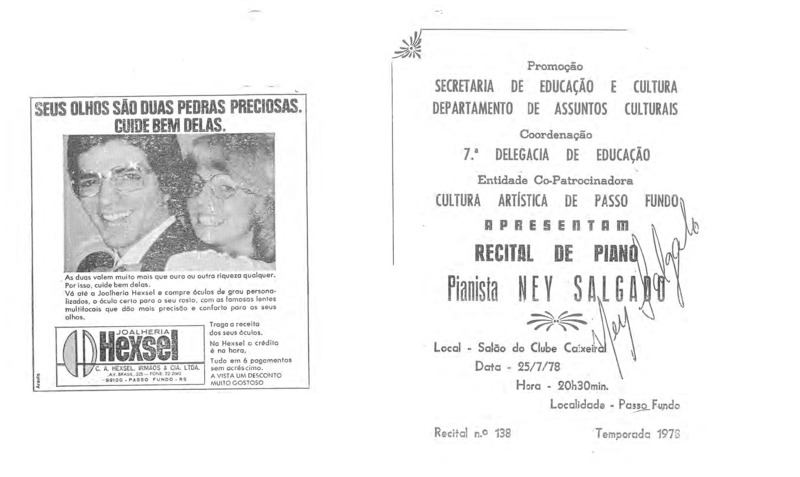 SEUS OLHOS SÃO DUAS PEDRAS PRECIOSAS.
CUIDE BEM DELAS.
As duas valem muito mais que ouro ou outra riqueza qualquer.
Por isso, cuide bem delas.
Vá até a Joalheria Hexsel e compre óculos de grau persona-
lizados, o óculo certo para o seu rosto, com as famosas lentes
multifocais que dão mais precisão e conforto para os seus
olhos.
JOALHERIA
Hexsel
C. A. HEXSEL, IRMÃOS & CIA. LTDA.
AV. BRASIL,
99100 - PASSO FUNDO - RS
Traga a receita
dos seus óculos.
Na Hexsel o crédito
é na hora.
Tudo em 6 pagamentos
sem acréscimo.
A VISTA UM DESCONTO
MUITO GOSTOSO
Promoção
SECRETARIA DE EDUCAÇÃO E CULTURA
DEPARTAMENTO DE ASSUNTOS CULTURAIS
Coordenação
7.ª DELEGACIA DE EDUCAÇÃO
Entidade Co-Patrocinadora
CULTURA ARTÍSTICA DE PASSO FUNDO
APRESENTAM
RECITAL DE PIANO
Pianista NEY SALGADO
Ney Salgado
Local - Salão do Clube Caixeiral
Data - 25/7/78
Hora - 20h30min.
Localidade - Passo Fundo
Recital n.º 138 Temporada 1978